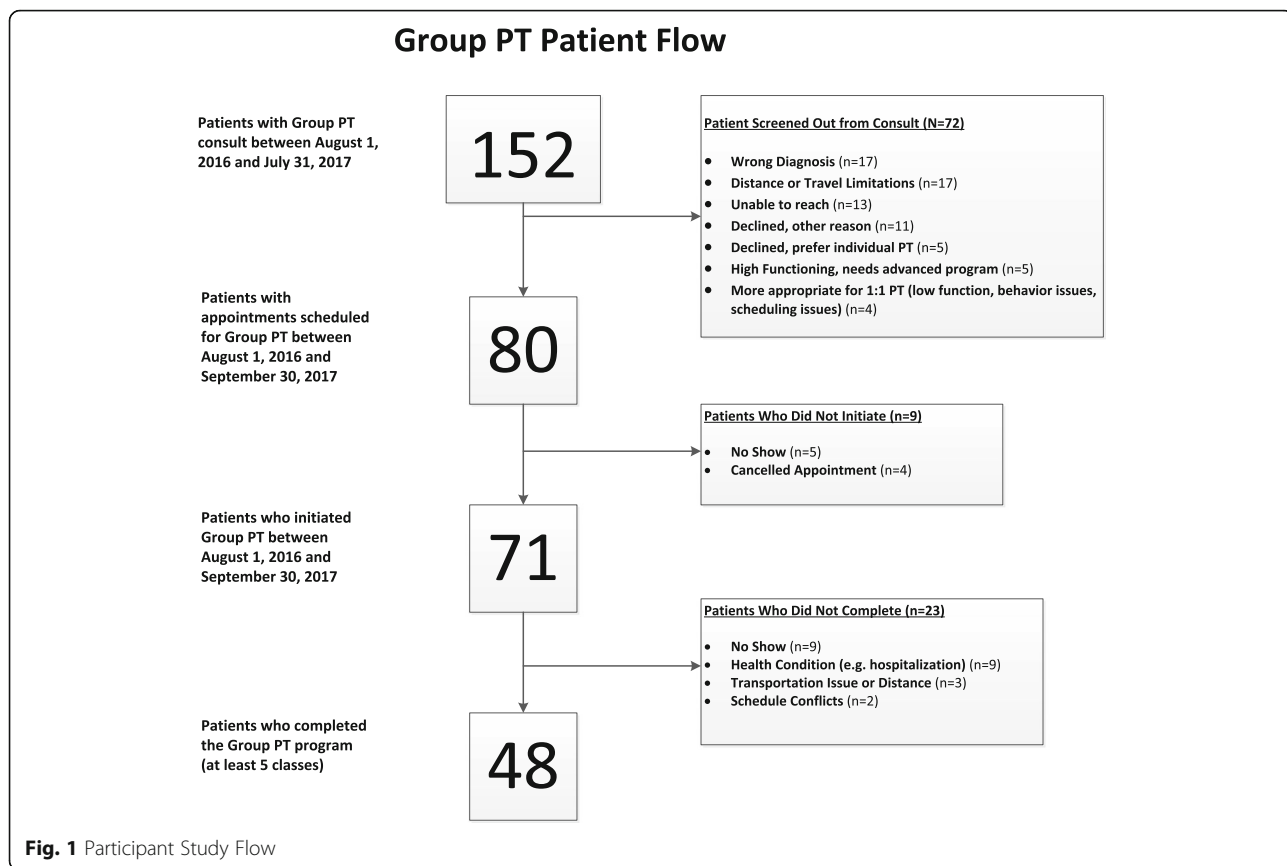 Group PT Patient Flow
Patients with Group PT
consult between August 1,
2016 and July 31, 2017
152
Patient Screened Out from Consult (N=72)
• Wrong Diagnosis (n=17)
• Distance or Travel Limitations (n=17)
• Unable to reach (n=13)
• Declined, other reason (n=11)
• Declined, prefer individual PT (n=5)
• High Functioning, needs advanced program (n=5)
• More appropriate for 1:1 PT (low function, behavior issues,
scheduling issues) (n=4)
Patients with
appointments scheduled
for Group PT between
August 1, 2016 and
September 30, 2017
80
Patients Who Did Not Initiate (n=9)
• No Show (n=5)
• Cancelled Appointment (n=4)
Patients who initiated
Group PT between
August 1, 2016 and
September 30, 2017
71
Patients Who Did Not Complete (n=23)
• No Show (n=9)
• Health Condition (e.g. hospitalization) (n=9)
• Transportation Issue or Distance (n=3)
• Schedule Conflicts (n=2)
Patients who completed
the Group PT program
(at least 5 classes)
48
Fig. 1 Participant Study Flow